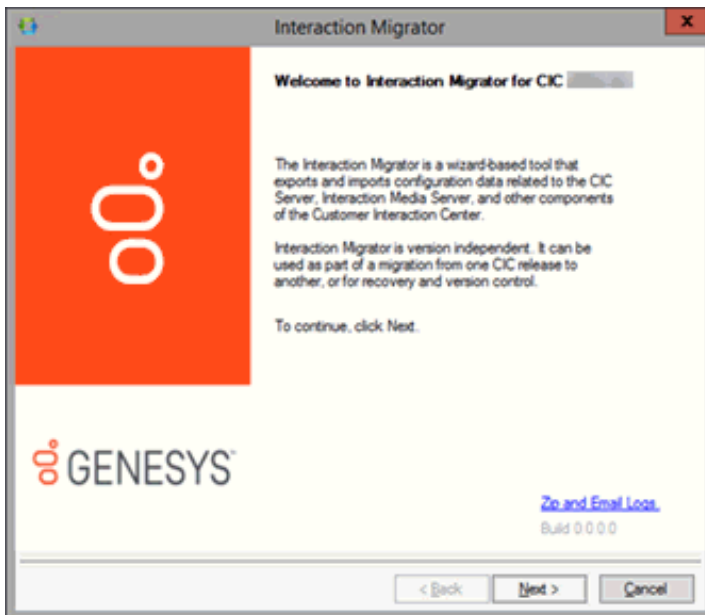 Interaction Migrator
x
Welcome to Interaction Migrator for CIC
The Interaction Migrator is a wizard-based tool that
exports and imports configuration data related to the CIC
Server, Interaction Media Server, and other components
of the Customer Interaction Center.
Interaction Migrator is version independent. It can be
used as part of a migration from one CIC release to
another, or for recovery and version control.
To continue, click Next.
GENESYS™
Zip and Email Logs.
Build 0.0.0.0
< Back
Next >
Cancel